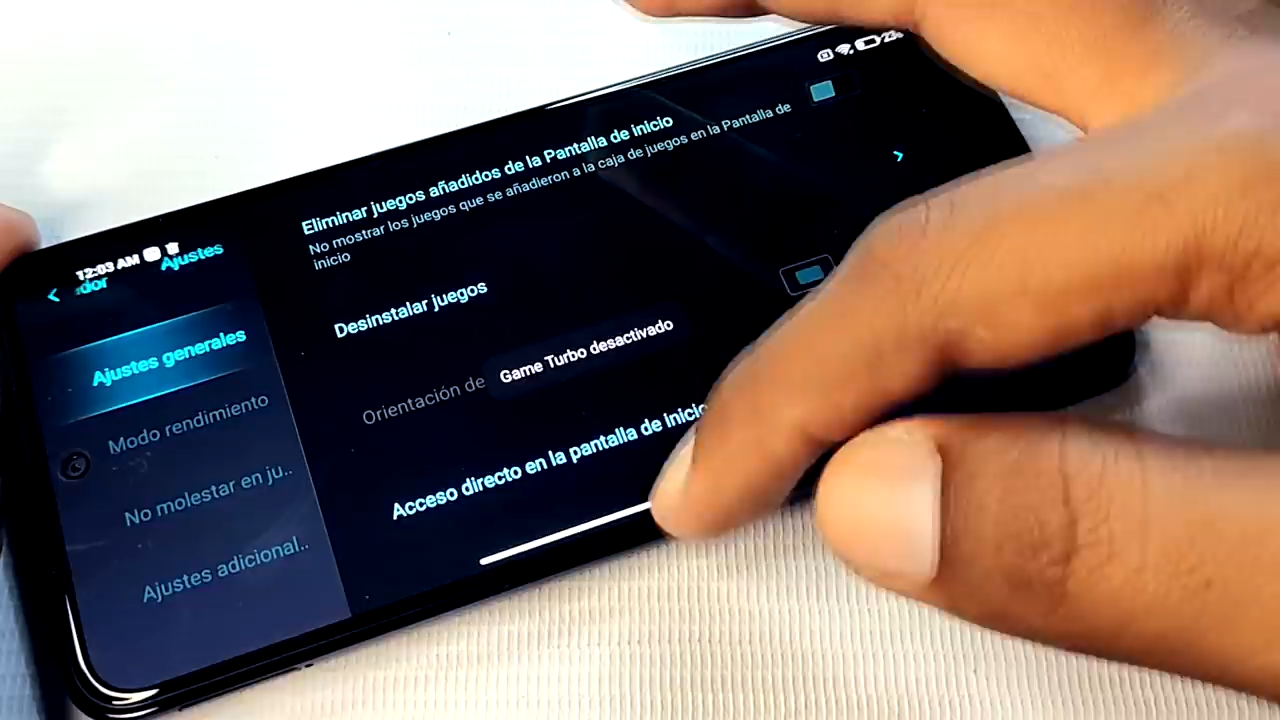 12:03 AM
23%
Ajustes
dor
Ajustes generales
Modo rendimiento
No molestar en ju..
Ajustes adicional..
Eliminar juegos añadidos de la Pantalla de inicio
No mostrar los juegos que se añadieron a la caja de juegos en la Pantalla de
inicio
Desinstalar juegos
Orientación de
Game Turbo desactivado
Acceso directo en la pantalla de inicio